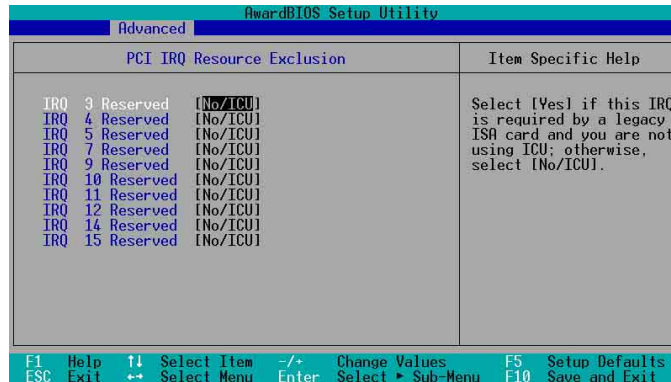 AwardBIOS Setup Utility
Advanced
PCI IRQ Resource Exclusion
Item Specific Help
IRQ 3 Reserved [No/ICU]
IRQ 4 Reserved [No/ICU]
IRQ 5 Reserved [No/ICU]
IRQ 7 Reserved [No/ICU]
IRQ 9 Reserved [No/ICU]
IRQ 10 Reserved [No/ICU]
IRQ 11 Reserved [No/ICU]
IRQ 12 Reserved [No/ICU]
IRQ 14 Reserved [No/ICU]
IRQ 15 Reserved [No/ICU]
Select [Yes] if this IRQ
is required by a legacy
ISA card and you are not
using ICU; otherwise,
select [No/ICU].
F1 Help ↑↓ Select Item -/+ Change Values F5 Setup Defaults
ESC Exit ←→ Select Menu Enter Select ► Sub-Menu F10 Save and Exit